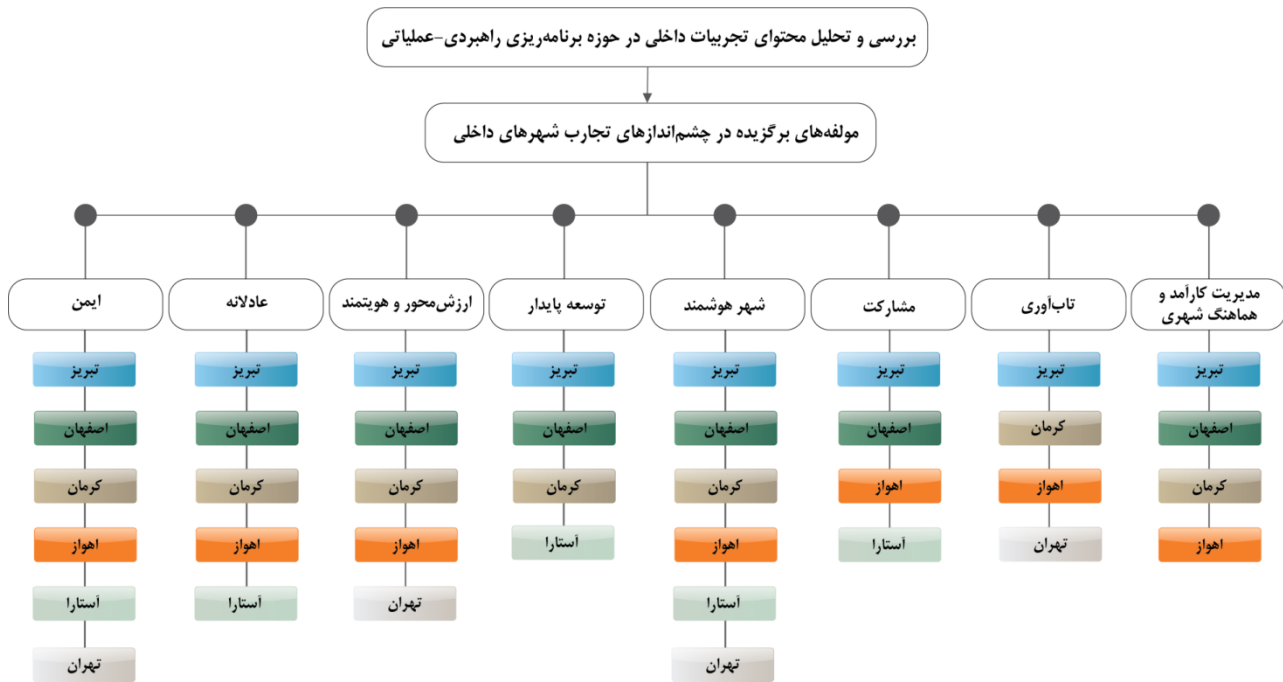 بررسی و تحلیل محتوای تجربیات داخلی در حوزه برنامه‌ریزی راهبردی-عملیاتی
مولفه‌های برگزیده در چشم‌اندازهای تجارب شهرهای داخلی
مدیریت کارآمد و
هماهنگ شهری
تبریز
اصفهان
کرمان
اهواز
تاب‌آوری
تبریز
کرمان
اهواز
تهران
مشارکت
تبریز
اصفهان
اهواز
آستارا
شهر هوشمند
تبریز
اصفهان
کرمان
اهواز
آستارا
تهران
توسعه پایدار
تبریز
اصفهان
کرمان
آستارا
ارزش‌محور و هویتمند
تبریز
اصفهان
کرمان
اهواز
تهران
عادلانه
تبریز
اصفهان
کرمان
اهواز
آستارا
ایمن
تبریز
اصفهان
کرمان
اهواز
آستارا
تهران